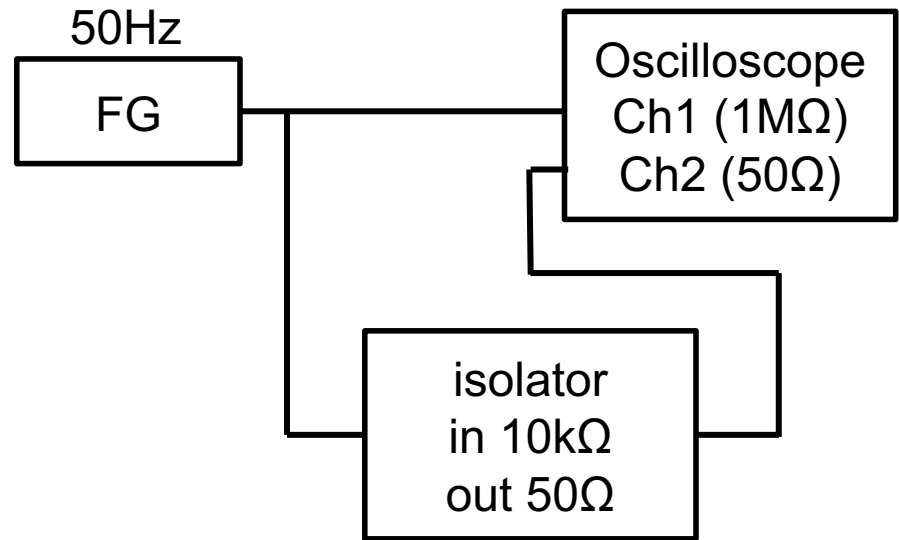 50Hz
FG
Oscilloscope
Ch1 (1MΩ)
Ch2 (50Ω)
isolator
in 10kΩ
out 50Ω